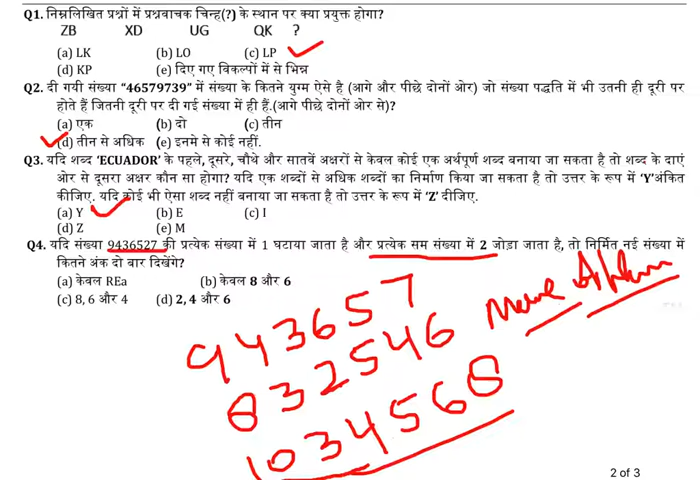 Q1. निम्नलिखित प्रश्नों में प्रश्नवाचक चिन्ह(?) के स्थान पर क्या प्रयुक्त होगा?
ZB XD UG QK ?
(a) LK (b) LO (c) LP
(d) KP (e) दिए गए विकल्पों में से भिन्न
Q2. दी गयी संख्या "46579739" में संख्या के कितने युग्म ऐसे है (आगे और पीछे दोनों ओर) जो संख्या पद्धति में भी उतनी ही दूरी पर
होते हैं जितनी दूरी पर दी गई संख्या में ही हैं.(आगे पीछे दोनों ओर से)?
(a) एक (b) दो (c) तीन
(d) तीन से अधिक (e) इनमे से कोई नहीं.
Q3. यदि शब्द 'ECUADOR' के पहले, दूसरे, चौथे और सातवें अक्षरों से केवल कोई एक अर्थपूर्ण शब्द बनाया जा सकता है तो शब्द के दाएं
ओर से दूसरा अक्षर कौन सा होगा? यदि एक शब्दों से अधिक शब्दों का निर्माण किया जा सकता है तो उत्तर के रूप में 'Y'अंकित
कीजिए. यदि कोई भी ऐसा शब्द नहीं बनाया जा सकता है तो उत्तर के रूप में 'Z' दीजिए.
(a) Y (b) E (c) I
(d) Z (e) M
Q4. यदि संख्या 9436527 की प्रत्येक संख्या में 1 घटाया जाता है और प्रत्येक सम संख्या में 2 जोड़ा जाता है, तो निर्मित नई संख्या में
कितने अंक दो बार दिखेंगे?
(a) केवल REa (b) केवल 8 और 6
(c) 8, 6 और 4 (d) 2, 4 और 6
9436657
8325546
10345668
2 of 3